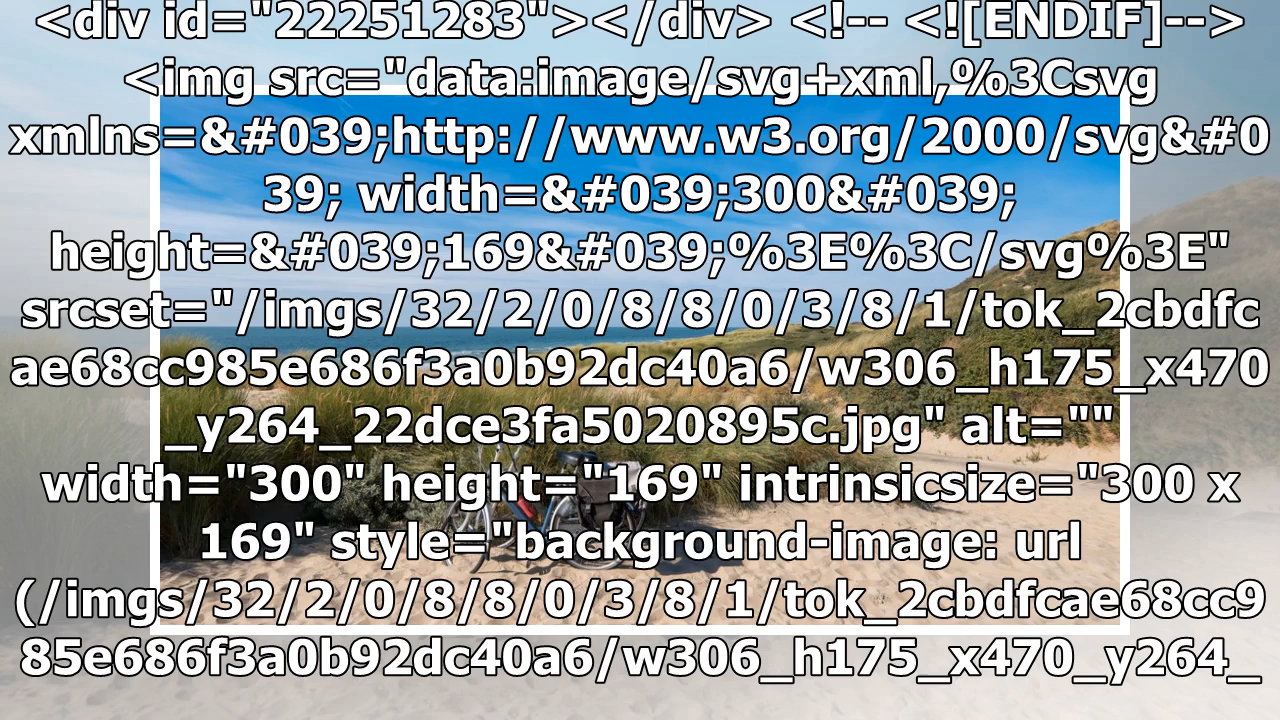 <div id="22251283"></div> <!-- <![ENDIF]-->
<img src="data:image/svg+xml,%3Csvg
xmlns=&#039;http://www.w3.org/2000/svg&#0
39; width=&#039;300&#039;
height=&#039;169&#039;%3E%3C/svg%3E"
srcset="/imgs/32/2/0/8/8/0/3/8/1/tok_2cbdfc
ae68cc985e686f3a0b92dc40a6/w306_h175_x470
_y264_22dce3fa5020895c.jpg" alt=""
width="300" height="169" intrinsicsize="300 x
169" style="background-image: url
(/imgs/32/2/0/8/8/0/3/8/1/tok_2cbdfcae68cc9
85e686f3a0b92dc40a6/w306_h175_x470_y264_